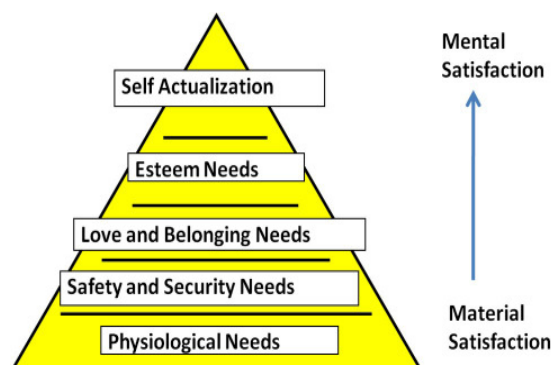 Mental
Satisfaction
Self Actualization
Esteem Needs
Love and Belonging Needs
Safety and Security Needs
Physiological Needs
Material
Satisfaction